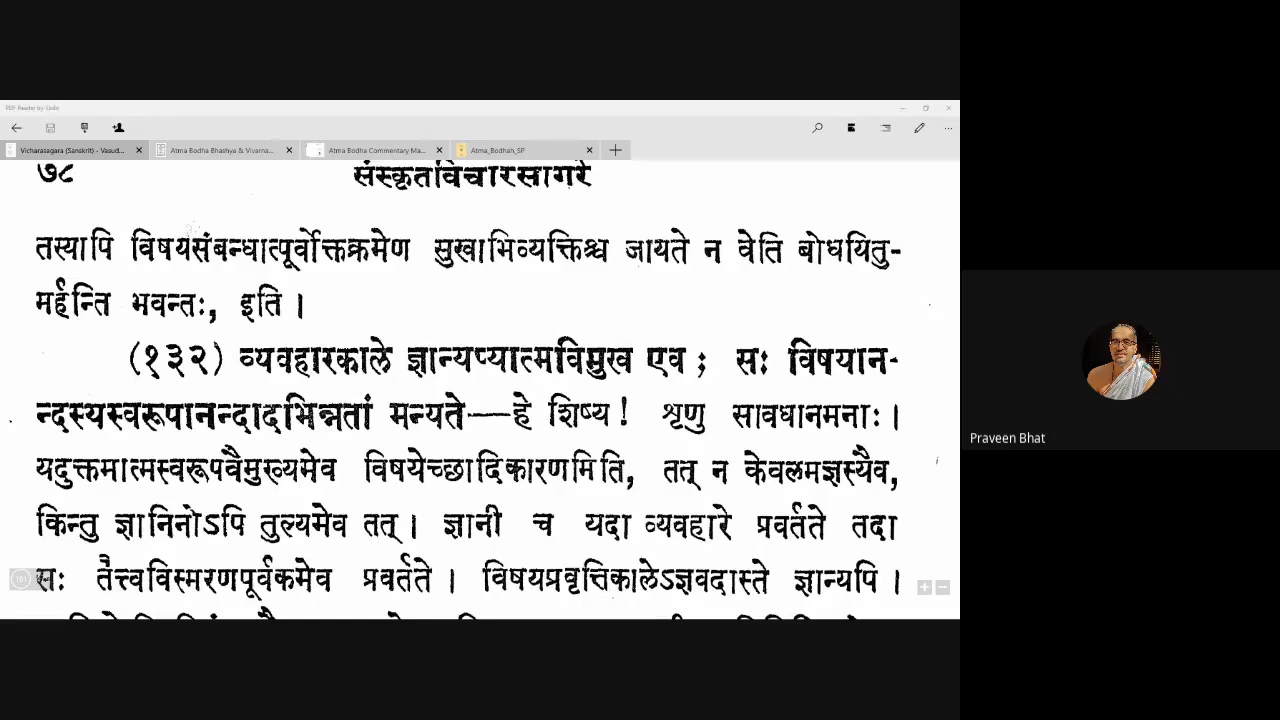 PDF Reader by Xodo
Vicharasagara (Sanskrit) - Vasud...
Atma Bodha Bhashya & Vivarna...
Atma Bodha Commentary Ma...
Atma_Bodhah_SP
७८ संस्कृतविचारसागरे
तस्यापि विषयसंबन्धात्पूर्वोक्तक्रमेण सुखाभिव्यक्तिश्च जायते न वेति बोधयितु-
मर्हन्ति भवन्तः, इति ।
(१३२) व्यवहारकाले ज्ञान्यप्यात्मविमुख एव ; सः विषयान-
न्दस्यस्वरूपानन्दादभिन्नतां मन्यते—हे शिष्य ! शृणु सावधानमनाः ।
यदुक्तमात्मस्वरूपवैमुख्यमेव विषयेच्छादिकारणमिति, तत् न केवलमज्ञस्यैव,
किन्तु ज्ञानिनोऽपि तुल्यमेव तत् । ज्ञानी च यदा व्यवहारे प्रवर्तते तदा
सः तैत्त्वविस्मरणपूर्वकमेव प्रवर्तते । विषयप्रवृत्तिकालेऽज्ञवदास्ते ज्ञान्यपि ।
Praveen Bhat